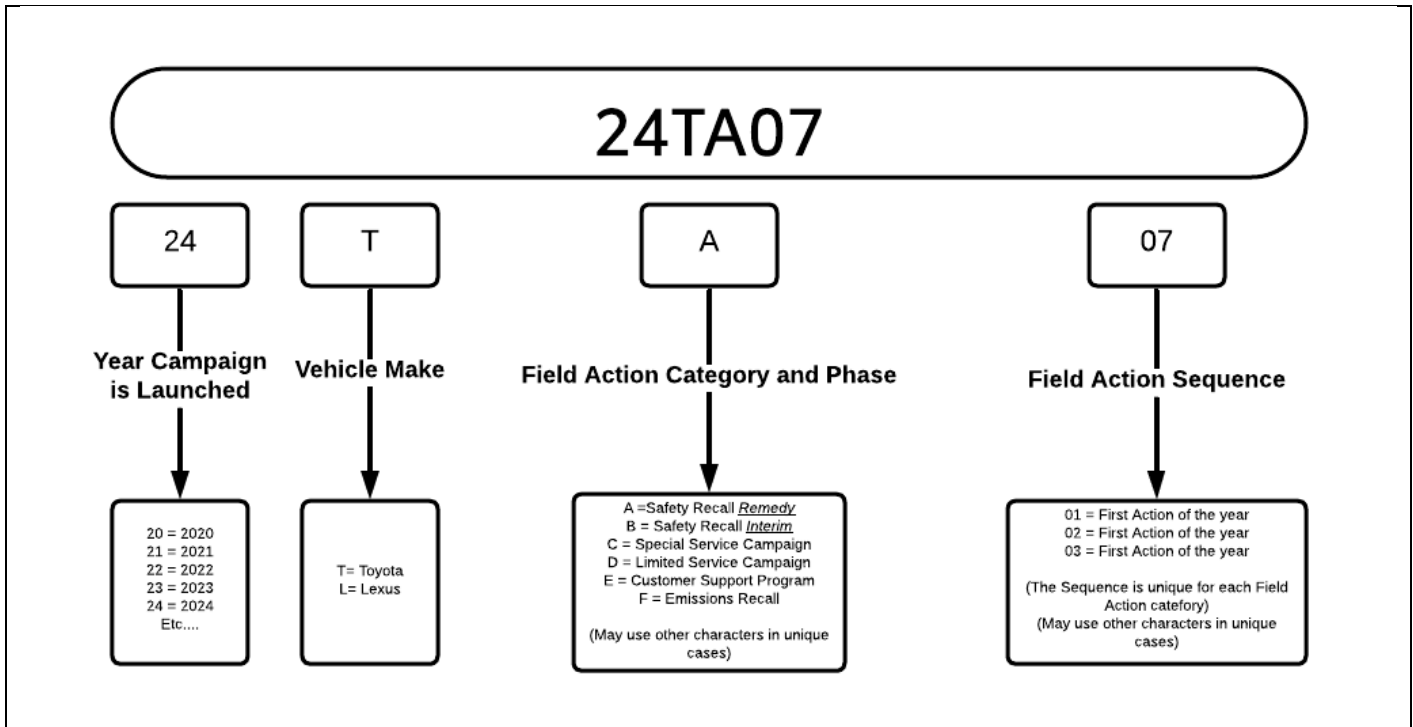 24TA07
24
T
A
07
Year Campaign
is Launched
Vehicle Make
Field Action Category and Phase
Field Action Sequence
20 = 2020
21 = 2021
22 = 2022
23 = 2023
24 = 2024
Etc....
T= Toyota
L= Lexus
A =Safety Recall Remedy
B = Safety Recall Interim
C = Special Service Campaign
D = Limited Service Campaign
E = Customer Support Program
F = Emissions Recall
(May use other characters in unique
cases)
01 = First Action of the year
02 = First Action of the year
03 = First Action of the year
(The Sequence is unique for each Field
Action catefory)
(May use other characters in unique
cases)